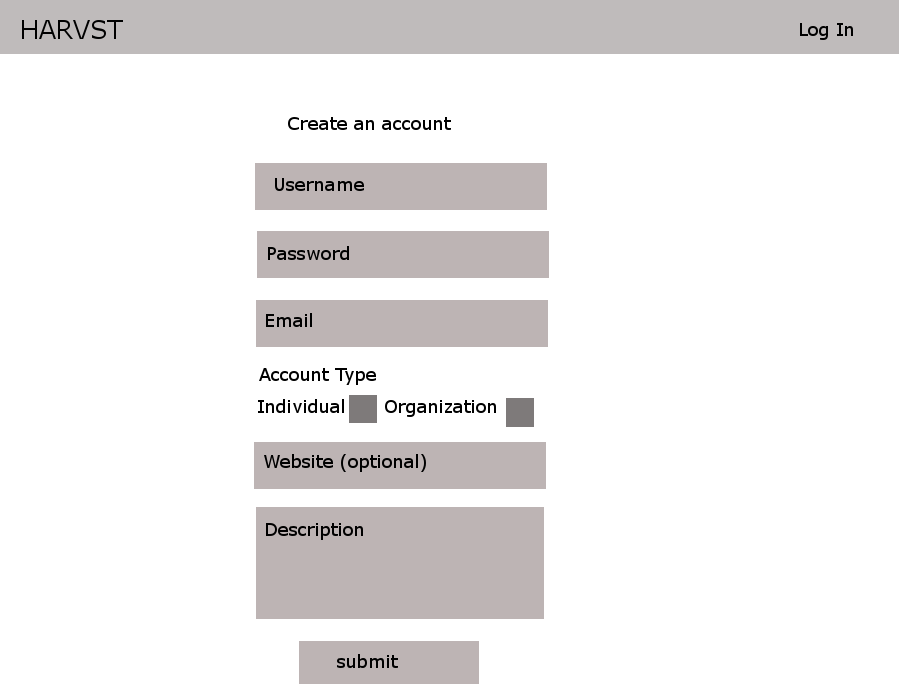 HARVST
Log In
Create an account
Username
Password
Email
Account Type
Individual Organization
Website (optional)
Description
submit